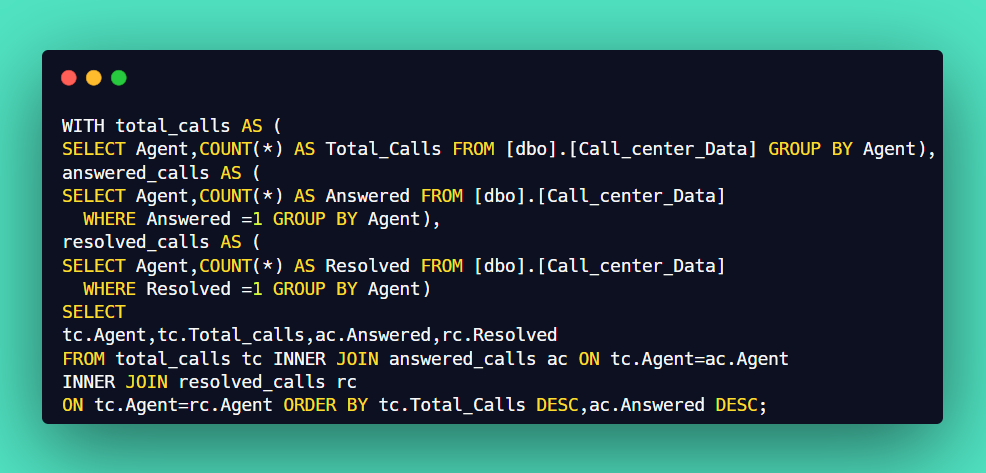 WITH total_calls AS (
SELECT Agent,COUNT(*) AS Total_Calls FROM [dbo].[Call_center_Data] GROUP BY Agent),
answered_calls AS (
SELECT Agent,COUNT(*) AS Answered FROM [dbo].[Call_center_Data]
  WHERE Answered =1 GROUP BY Agent),
resolved_calls AS (
SELECT Agent,COUNT(*) AS Resolved FROM [dbo].[Call_center_Data]
  WHERE Resolved =1 GROUP BY Agent)
SELECT
tc.Agent,tc.Total_calls,ac.Answered,rc.Resolved
FROM total_calls tc INNER JOIN answered_calls ac ON tc.Agent=ac.Agent
INNER JOIN resolved_calls rc
ON tc.Agent=rc.Agent ORDER BY tc.Total_Calls DESC,ac.Answered DESC;